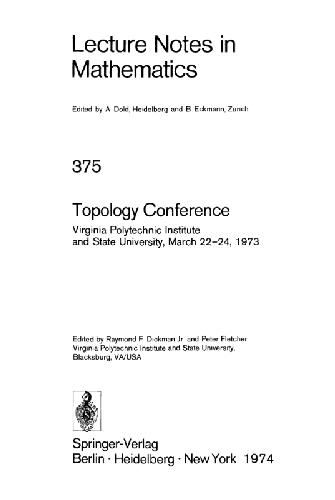 Lecture Notes in
Mathematics
Edited by A. Dold, Heidelberg and B. Eckmann, Zürich
375
Topology Conference
Virginia Polytechnic Institute
and State University, March 22-24, 1973
Edited by Raymond F. Dickman Jr. and Peter Fletcher
Virginia Polytechnic Institute and State University,
Blacksburg, VA/USA
Springer-Verlag
Berlin · Heidelberg · New York 1974